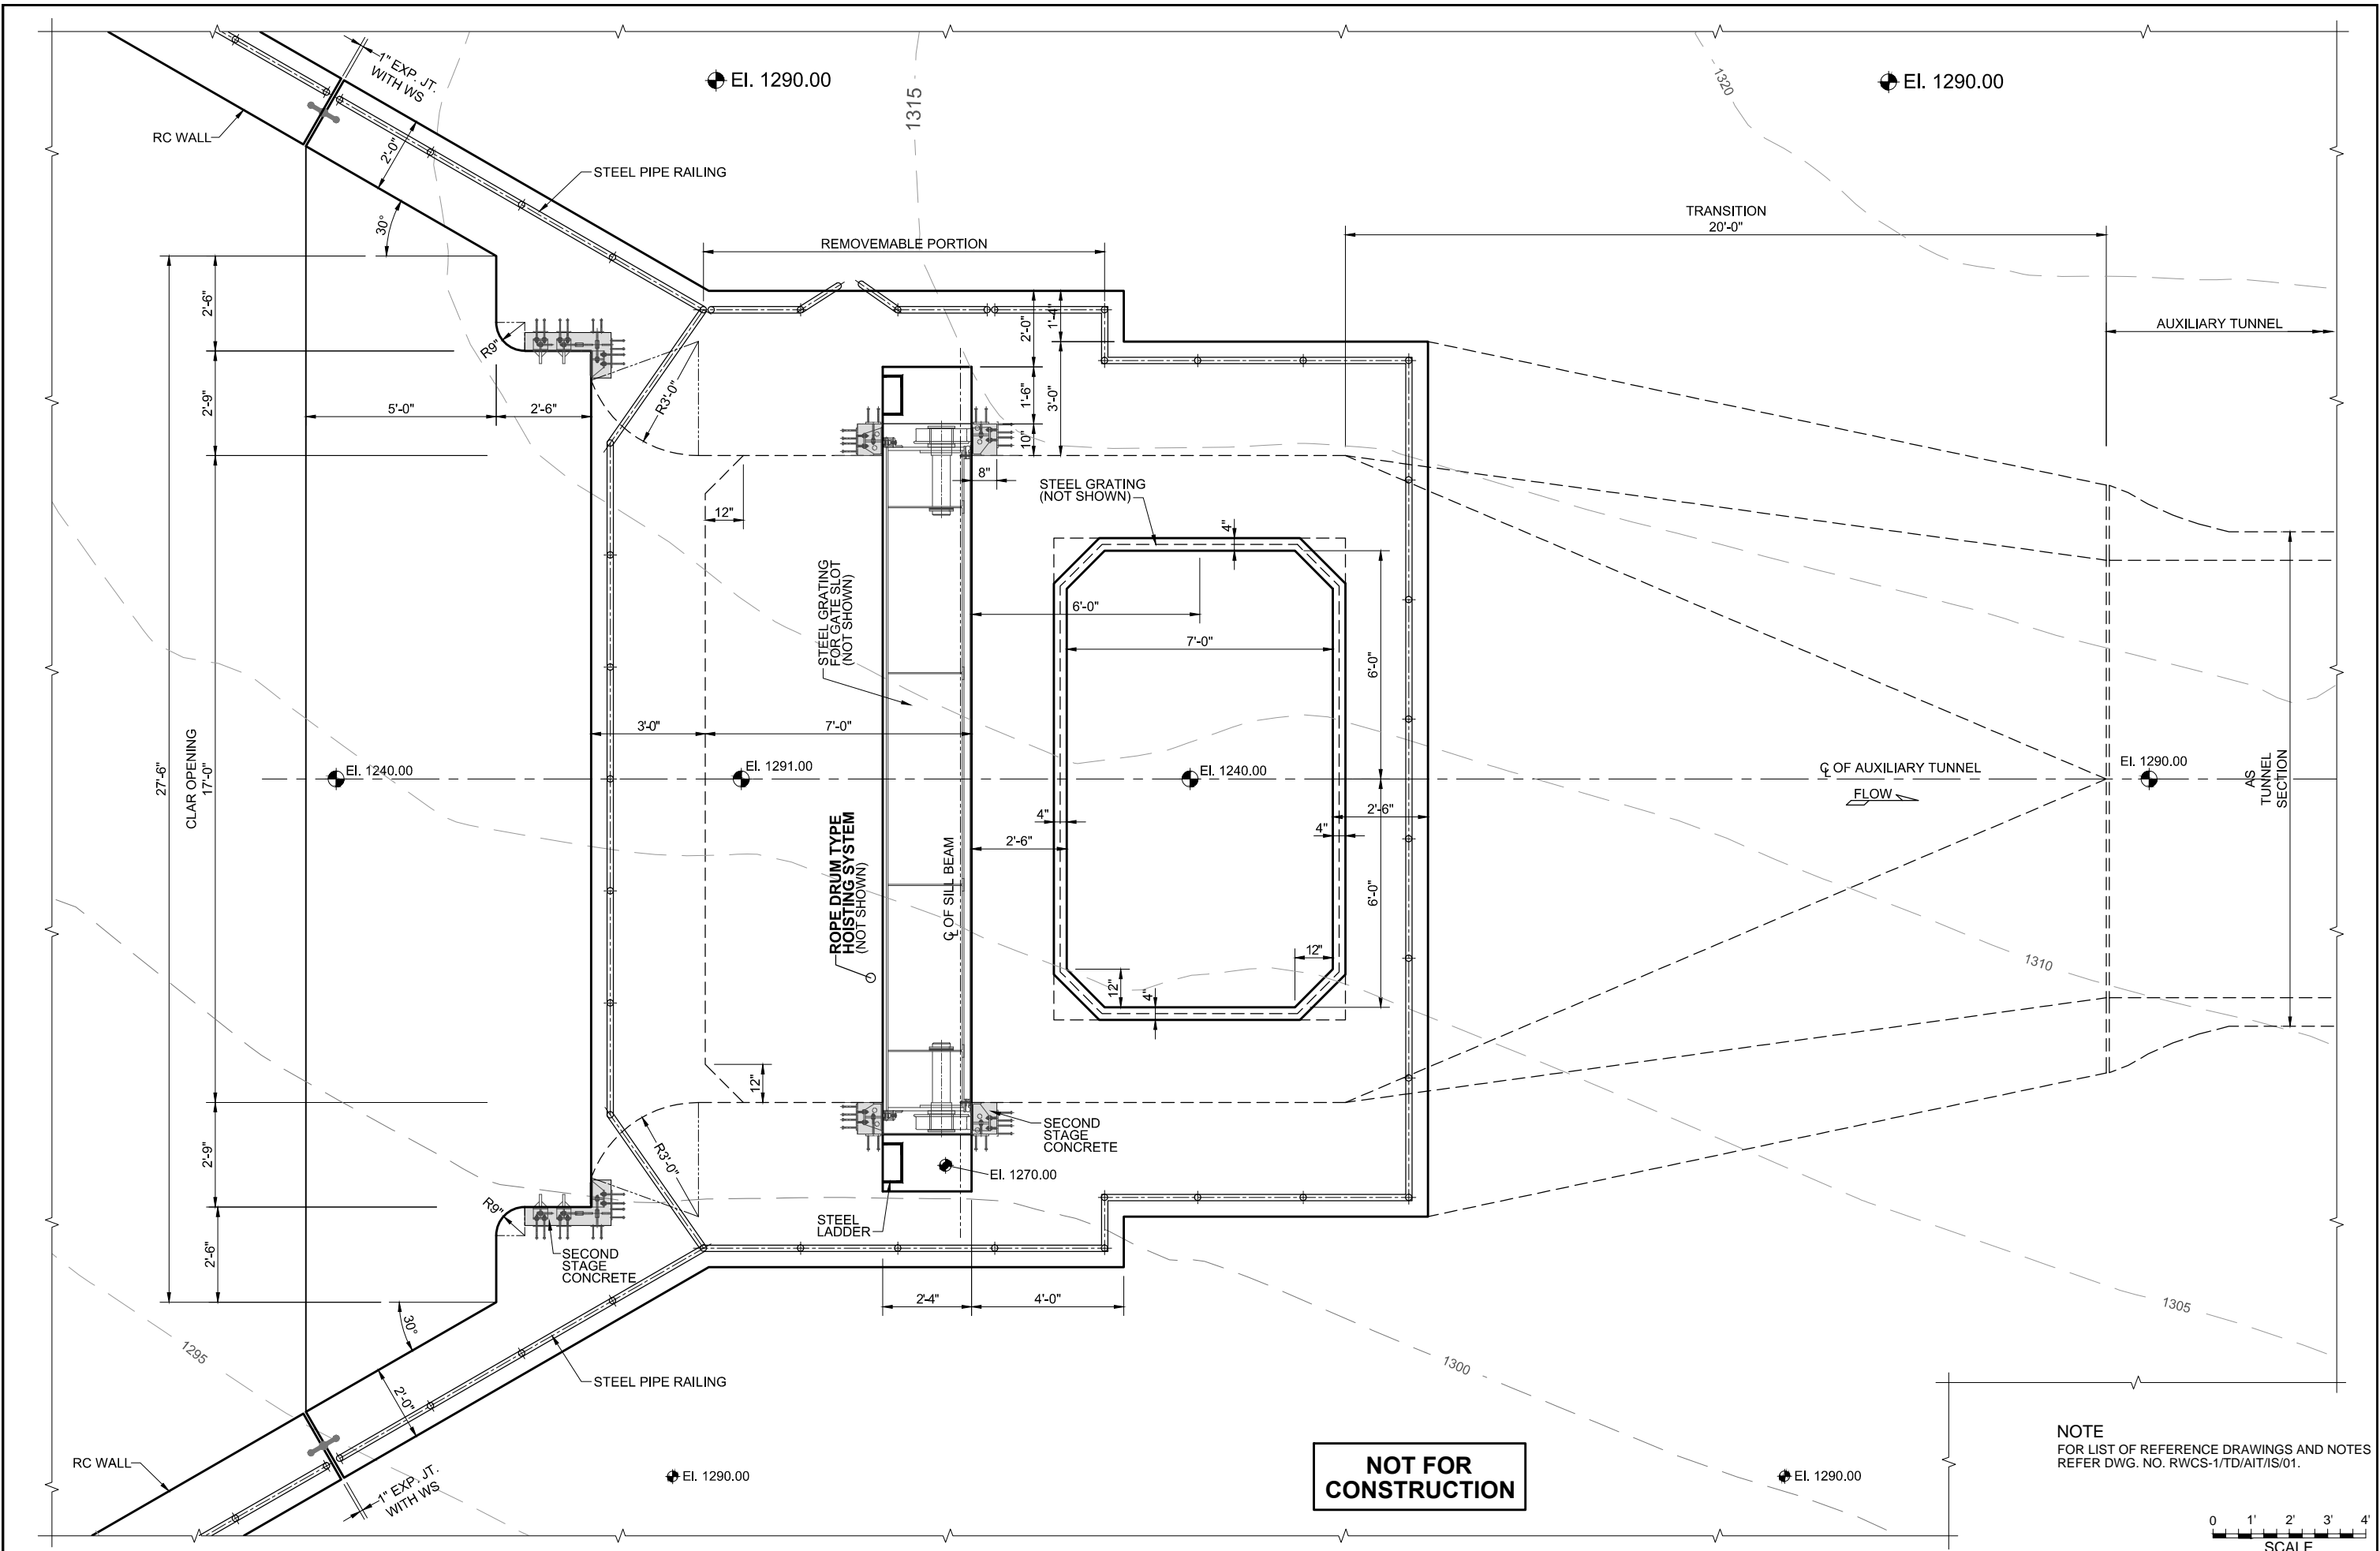 1" EXP. JT.
WITH WS
El. 1290.00
1315
1320
El. 1290.00
RC WALL
2'-0"
STEEL PIPE RAILING
30°
REMOVEMABLE PORTION
TRANSITION
20'-0"
AUXILIARY TUNNEL
2'-6"
R9"
2'-0"
1'-4"
2'-9"
5'-0"
2'-6"
R3'-0"
1'-6"
3'-0"
10"
8"
STEEL GRATING
(NOT SHOWN)
12"
4"
STEEL GRATING
FOR GATE SLOT
(NOT SHOWN)
6'-0"
7'-0"
6'-0"
3'-0"
7'-0"
27'-6"
CLAR OPENING
17'-0"
El. 1240.00
El. 1291.00
El. 1240.00
℄ OF AUXILIARY TUNNEL
FLOW
El. 1290.00
AS
TUNNEL
SECTION
2'-6"
4"
4"
2'-6"
ROPE DRUM TYPE
HOISTING SYSTEM
(NOT SHOWN)
℄ OF SILL BEAM
6'-0"
12"
12"
4"
1310
12"
2'-9"
R3'-0"
SECOND
STAGE
CONCRETE
El. 1270.00
R9"
STEEL
LADDER
2'-6"
SECOND
STAGE
CONCRETE
2'-4"
4'-0"
1305
30°
1295
1300
STEEL PIPE RAILING
2'-0"
RC WALL
1" EXP. JT.
WITH WS
El. 1290.00
NOT FOR
CONSTRUCTION
El. 1290.00
NOTE
FOR LIST OF REFERENCE DRAWINGS AND NOTES
REFER DWG. NO. RWCS-1/TD/AIT/IS/01.
0 1' 2' 3' 4'
SCALE